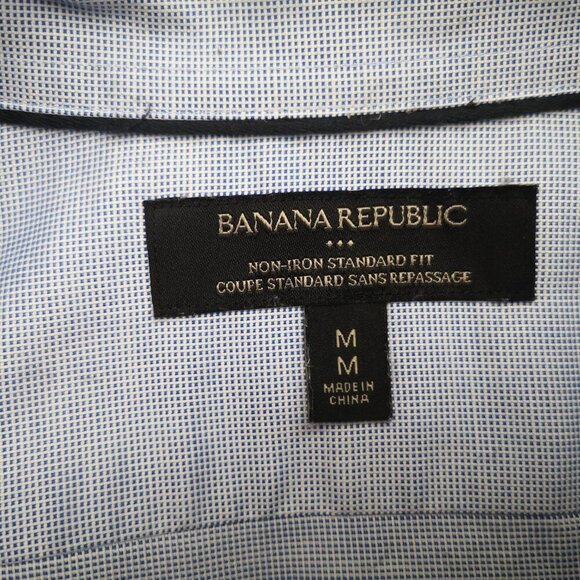 BANANA REPUBLIC
NON-IRON STANDARD FIT
COUPE STANDARD SANS REPASSAGE
M
M
MADE IN
CHINA